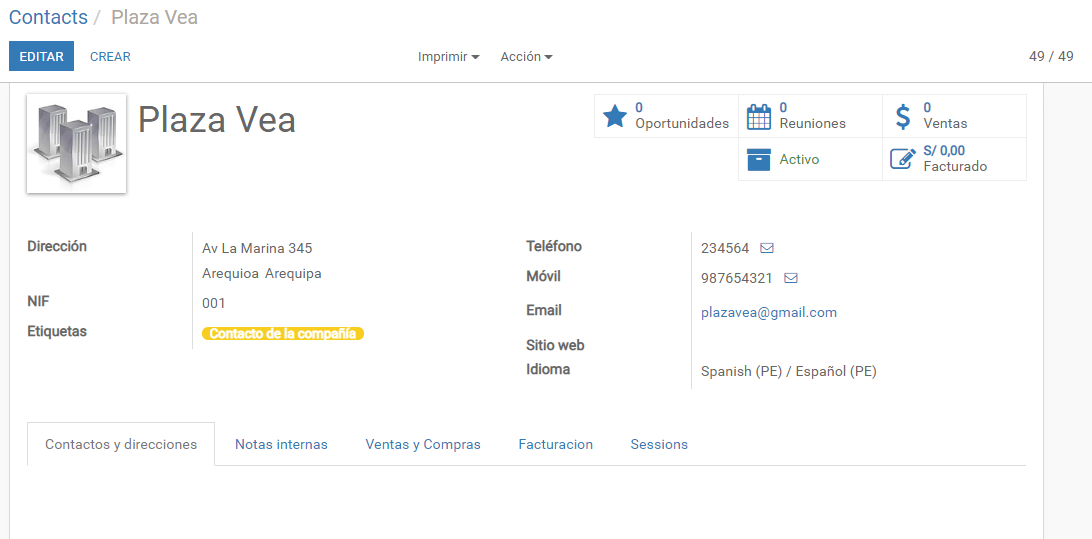 Contacts / Plaza Vea
EDITAR CREAR Imprimir Acción 49 / 49
Plaza Vea
0
Oportunidades
0
Reuniones
0
Ventas
Activo
S/ 0,00
Facturado
Dirección
Av La Marina 345
Arequioa Arequipa
NIF 001
Etiquetas Contacto de la compañía
Teléfono 234564
Móvil 987654321
Email plazavea@gmail.com
Sitio web
Idioma Spanish (PE) / Español (PE)
Contactos y direcciones Notas internas Ventas y Compras Facturacion Sessions